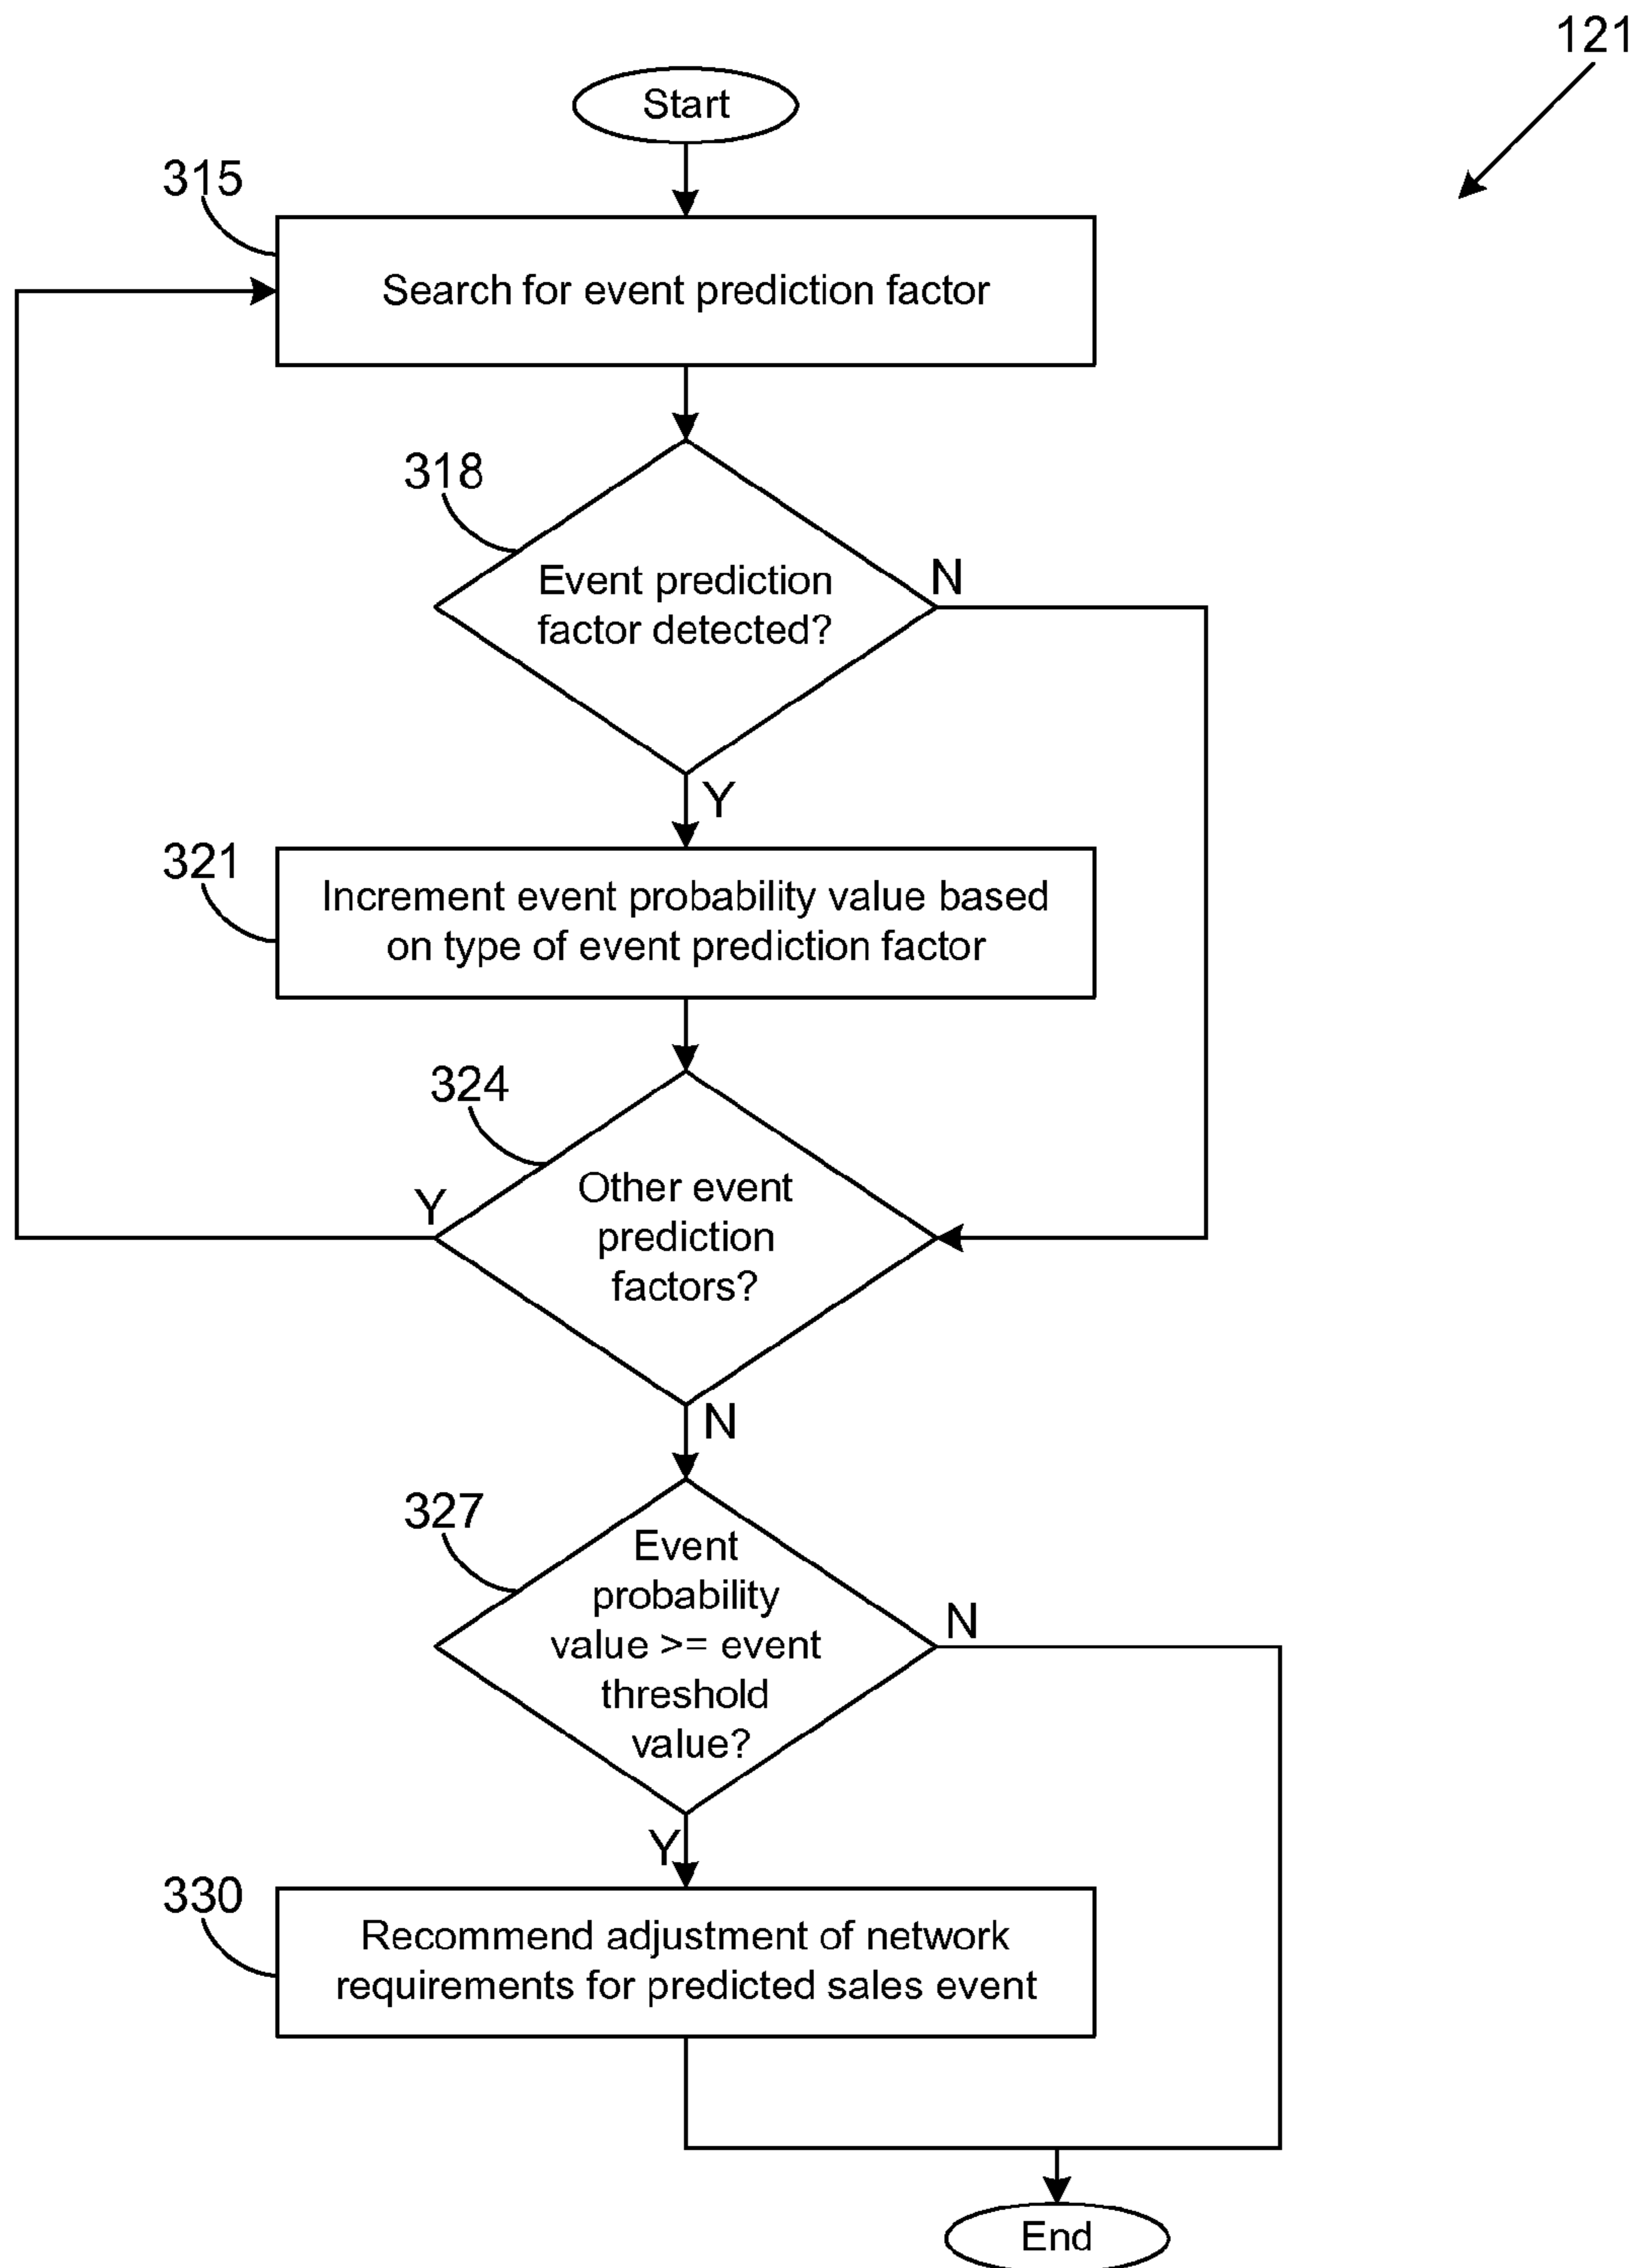 121
Start
315
Search for event prediction factor
318
Event prediction
factor detected?
N
Y
321
Increment event probability value based
on type of event prediction factor
324
Other event
prediction
factors?
Y
N
327
Event
probability
value >= event
threshold
value?
N
Y
330
Recommend adjustment of network
requirements for predicted sales event
End